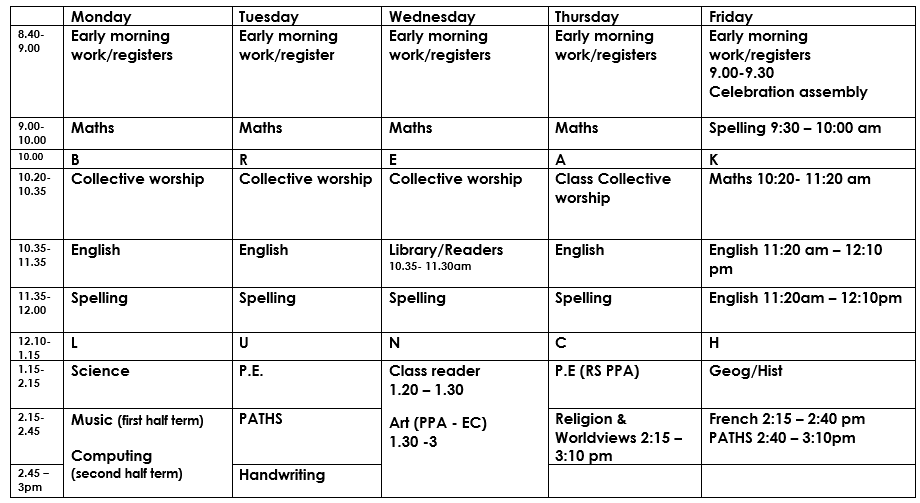 Monday Tuesday Wednesday Thursday Friday
8.40-
9.00
Early morning
work/registers
Early morning
work/register
Early morning
work/registers
Early morning
work/registers
Early morning
work/registers
9.00-9.30
Celebration assembly
9.00-
10.00
Maths
Maths
Maths
Maths
Spelling 9:30 – 10:00 am
10.00
B
R
E
A
K
10.20-
10.35
Collective worship
Collective worship
Collective worship
Class Collective
worship
Maths 10:20- 11:20 am
10.35-
11.35
English
English
Library/Readers
10.35- 11.30am
English
English 11:20 am – 12:10
pm
11.35-
12.00
Spelling
Spelling
Spelling
Spelling
English 11:20am – 12:10pm
12.10-
1.15
L
U
N
C
H
1.15-
2.15
Science
P.E.
Class reader
1.20 – 1.30
Art (PPA - EC)
1.30 -3
P.E (RS PPA)
Geog/Hist
2.15-
2.45
Music (first half term)
Computing
(second half term)
PATHS
Religion &
Worldviews 2:15 –
3:10 pm
French 2:15 – 2:40 pm
PATHS 2:40 – 3:10pm
2.45 –
3pm
Handwriting